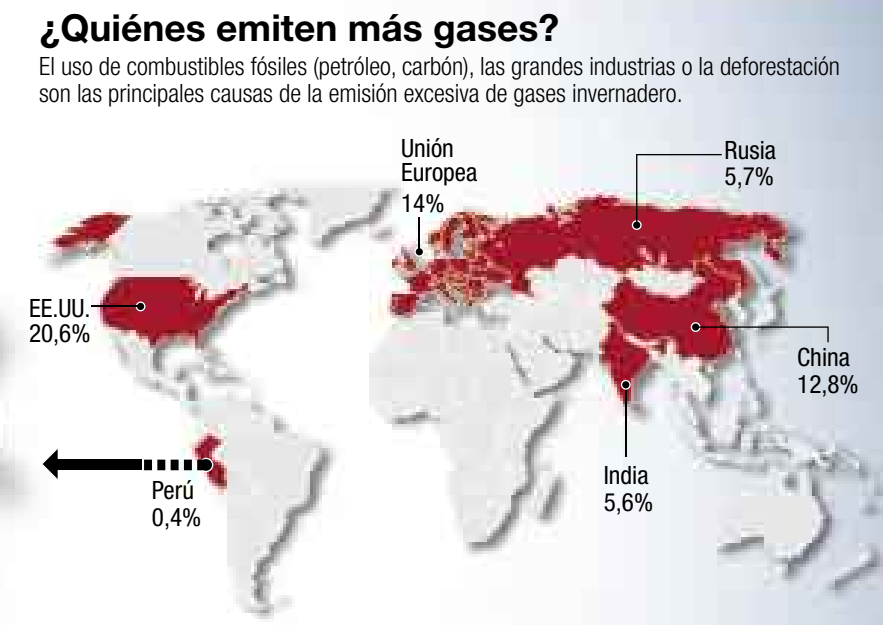 ¿Quiénes emiten más gases?
El uso de combustibles fósiles (petróleo, carbón), las grandes industrias o la deforestación
son las principales causas de la emisión excesiva de gases invernadero.
Unión
Europea
14%
Rusia
5,7%
EE.UU.
20,6%
China
12,8%
India
5,6%
Perú
0,4%